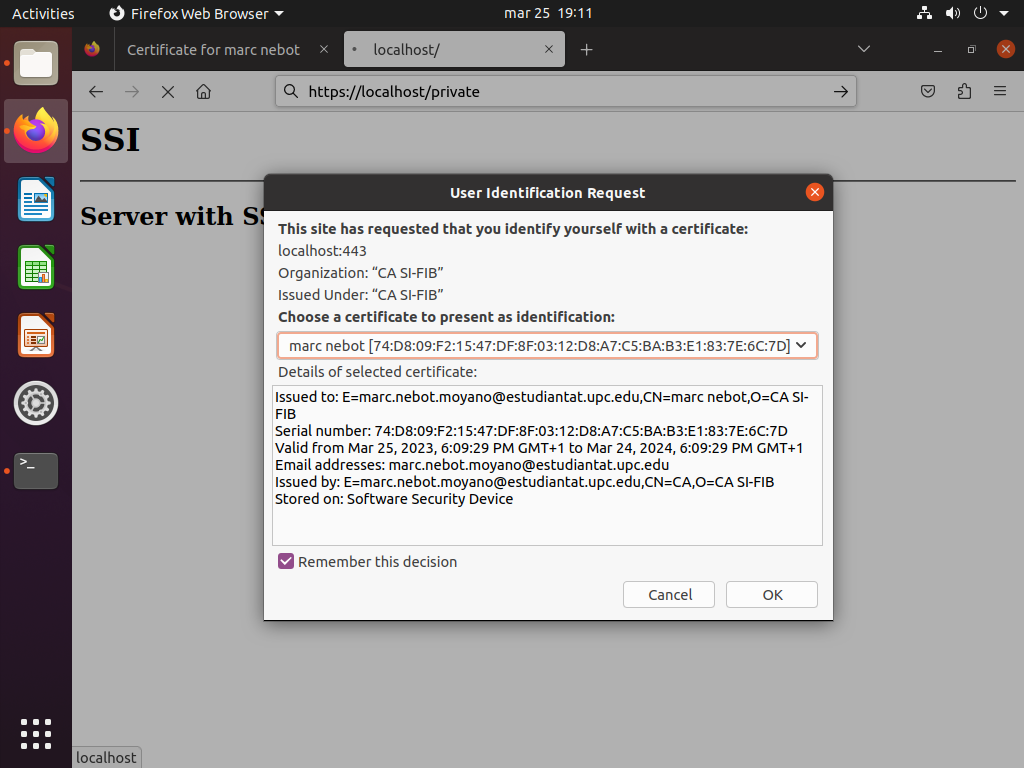 Activities
Firefox Web Browser
mar 25 19:11
Certificate for marc nebot
localhost/
https://localhost/private
SSI
Server with
User Identification Request
This site has requested that you identify yourself with a certificate:
localhost:443
Organization: “CA SI-FIB”
Issued Under: “CA SI-FIB”
Choose a certificate to present as identification:
marc nebot [74:D8:09:F2:15:47:DF:8F:03:12:D8:A7:C5:BA:B3:E1:83:7E:6C:7D]
Details of selected certificate:
Issued to: E=marc.nebot.moyano@estudiantat.upc.edu,CN=marc nebot,O=CA SI-
FIB
Serial number: 74:D8:09:F2:15:47:DF:8F:03:12:D8:A7:C5:BA:B3:E1:83:7E:6C:7D
Valid from Mar 25, 2023, 6:09:29 PM GMT+1 to Mar 24, 2024, 6:09:29 PM GMT+1
Email addresses: marc.nebot.moyano@estudiantat.upc.edu
Issued by: E=marc.nebot.moyano@estudiantat.upc.edu,CN=CA,O=CA SI-FIB
Stored on: Software Security Device
Remember this decision
Cancel
OK
localhost